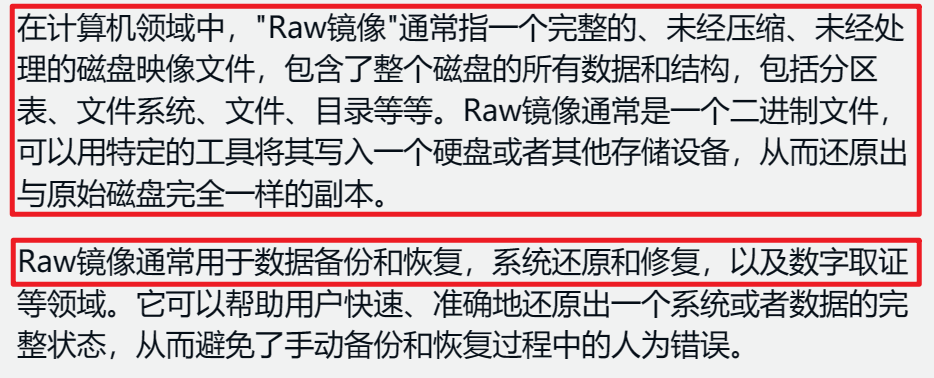 在计算机领域中，"Raw镜像"通常指一个完整的、未经压缩、未经处
理的磁盘映像文件，包含了整个磁盘的所有数据和结构，包括分区
表、文件系统、文件、目录等等。Raw镜像通常是一个二进制文件，
可以用特定的工具将其写入一个硬盘或者其他存储设备，从而还原出
与原始磁盘完全一样的副本。
Raw镜像通常用于数据备份和恢复，系统还原和修复，以及数字取证
等领域。它可以帮助用户快速、准确地还原出一个系统或者数据的完
整状态，从而避免了手动备份和恢复过程中的人为错误。